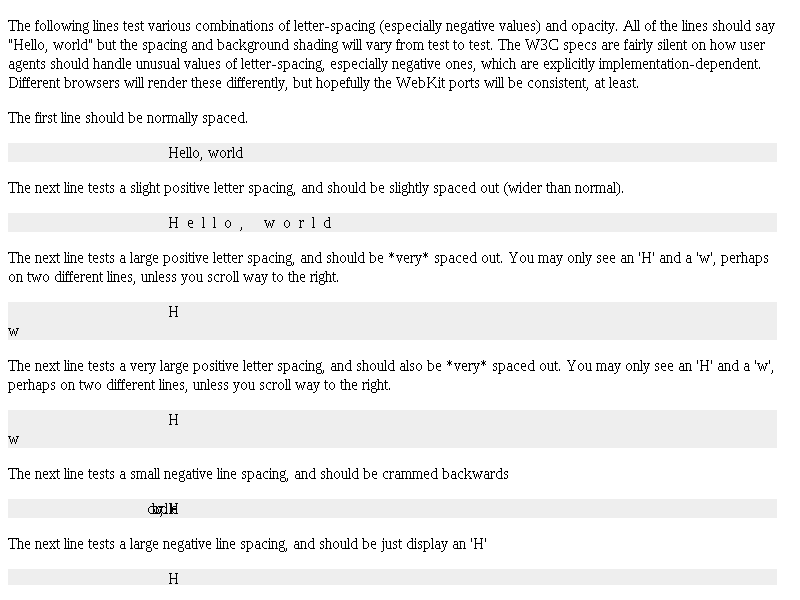 The following lines test various combinations of letter-spacing (especially negative values) and opacity. All of the lines should say
"Hello, world" but the spacing and background shading will vary from test to test. The W3C specs are fairly silent on how user
agents should handle unusual values of letter-spacing, especially negative ones, which are explicitly implementation-dependent.
Different browsers will render these differently, but hopefully the WebKit ports will be consistent, at least.
The first line should be normally spaced.
Hello, world
The next line tests a slight positive letter spacing, and should be slightly spaced out (wider than normal).
H e l l o ,  w o r l d
The next line tests a large positive letter spacing, and should be *very* spaced out. You may only see an 'H' and a 'w', perhaps
on two different lines, unless you scroll way to the right.
H
w
The next line tests a very large positive letter spacing, and should also be *very* spaced out. You may only see an 'H' and a 'w',
perhaps on two different lines, unless you scroll way to the right.
H
w
The next line tests a small negative line spacing, and should be crammed backwards
The next line tests a large negative line spacing, and should be just display an 'H'
H